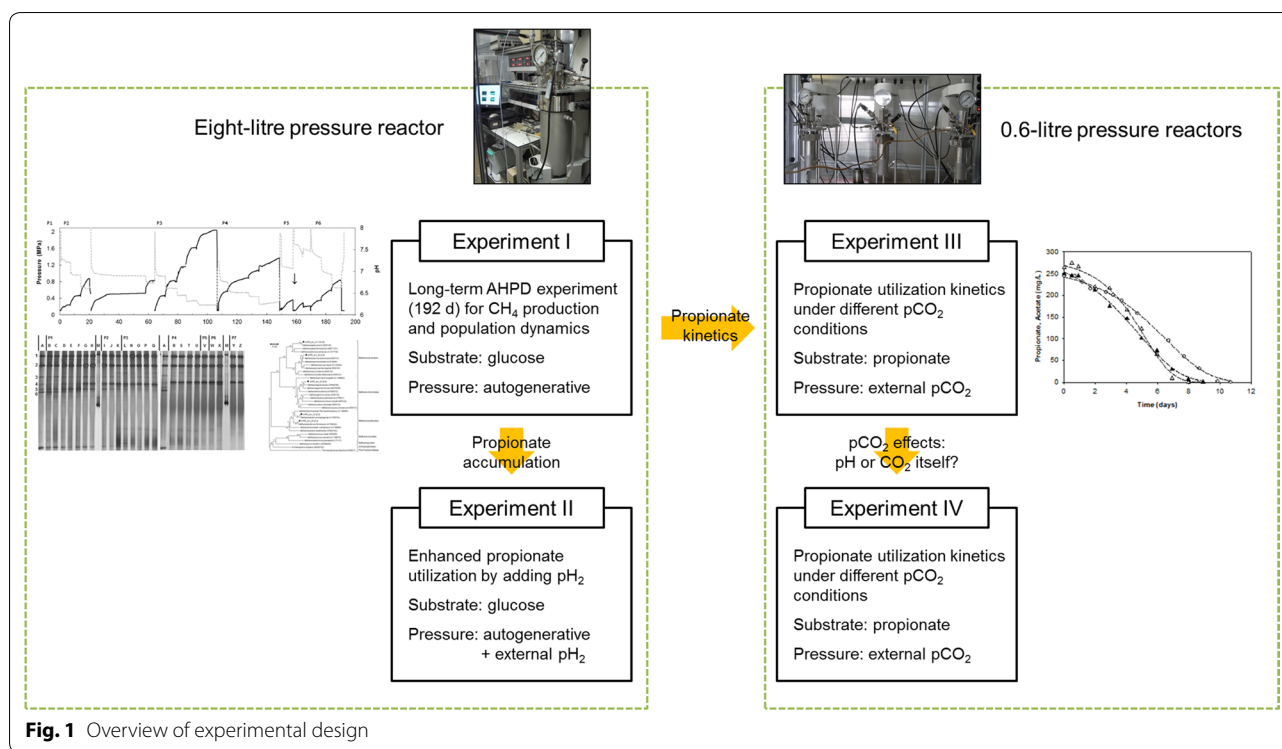 Eight-litre pressure reactor
P1 P2 P3 P4 P5 P6
Pressure (MPa)
2
1.6
1.2
0.8
0.4
0
8
7.5
7
6.5
6
pH
0 20 40 60 80 100 120 140 160 180 200
Experiment I
Long-term AHPD experiment
(192 d) for CH₄ production
and population dynamics
Substrate: glucose
Pressure: autogenerative
Propionate
accumulation
Experiment II
Enhanced propionate
utilization by adding pH₂
Substrate: glucose
Pressure: autogenerative
+ external pH₂
Propionate
kinetics
0.6-litre pressure reactors
Experiment III
Propionate utilization kinetics
under different pCO₂
conditions
Substrate: propionate
Pressure: external pCO₂
pCO₂ effects:
pH or CO₂ itself?
Experiment IV
Propionate utilization kinetics
under different pCO₂
conditions
Substrate: propionate
Pressure: external pCO₂
Propionate, Acetate (mg/L)
300
250
200
150
100
50
0
0 2 4 6 8 10 12
Time (days)
Fig. 1 Overview of experimental design